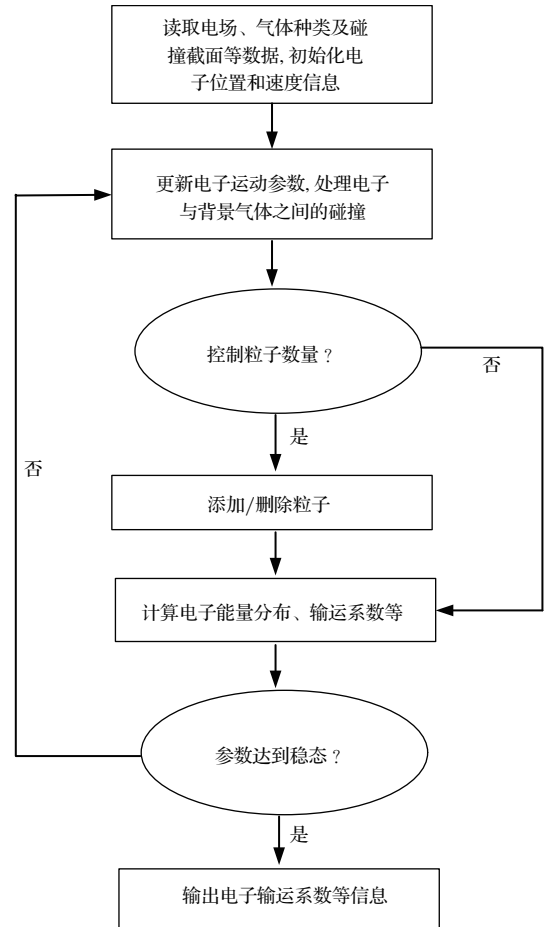 读取电场、气体种类及碰
撞截面等数据, 初始化电
子位置和速度信息
更新电子运动参数, 处理电子
与背景气体之间的碰撞
控制粒子数量？
否
是
否
添加/删除粒子
计算电子能量分布、输运系数等
参数达到稳态？
是
输出电子输运系数等信息